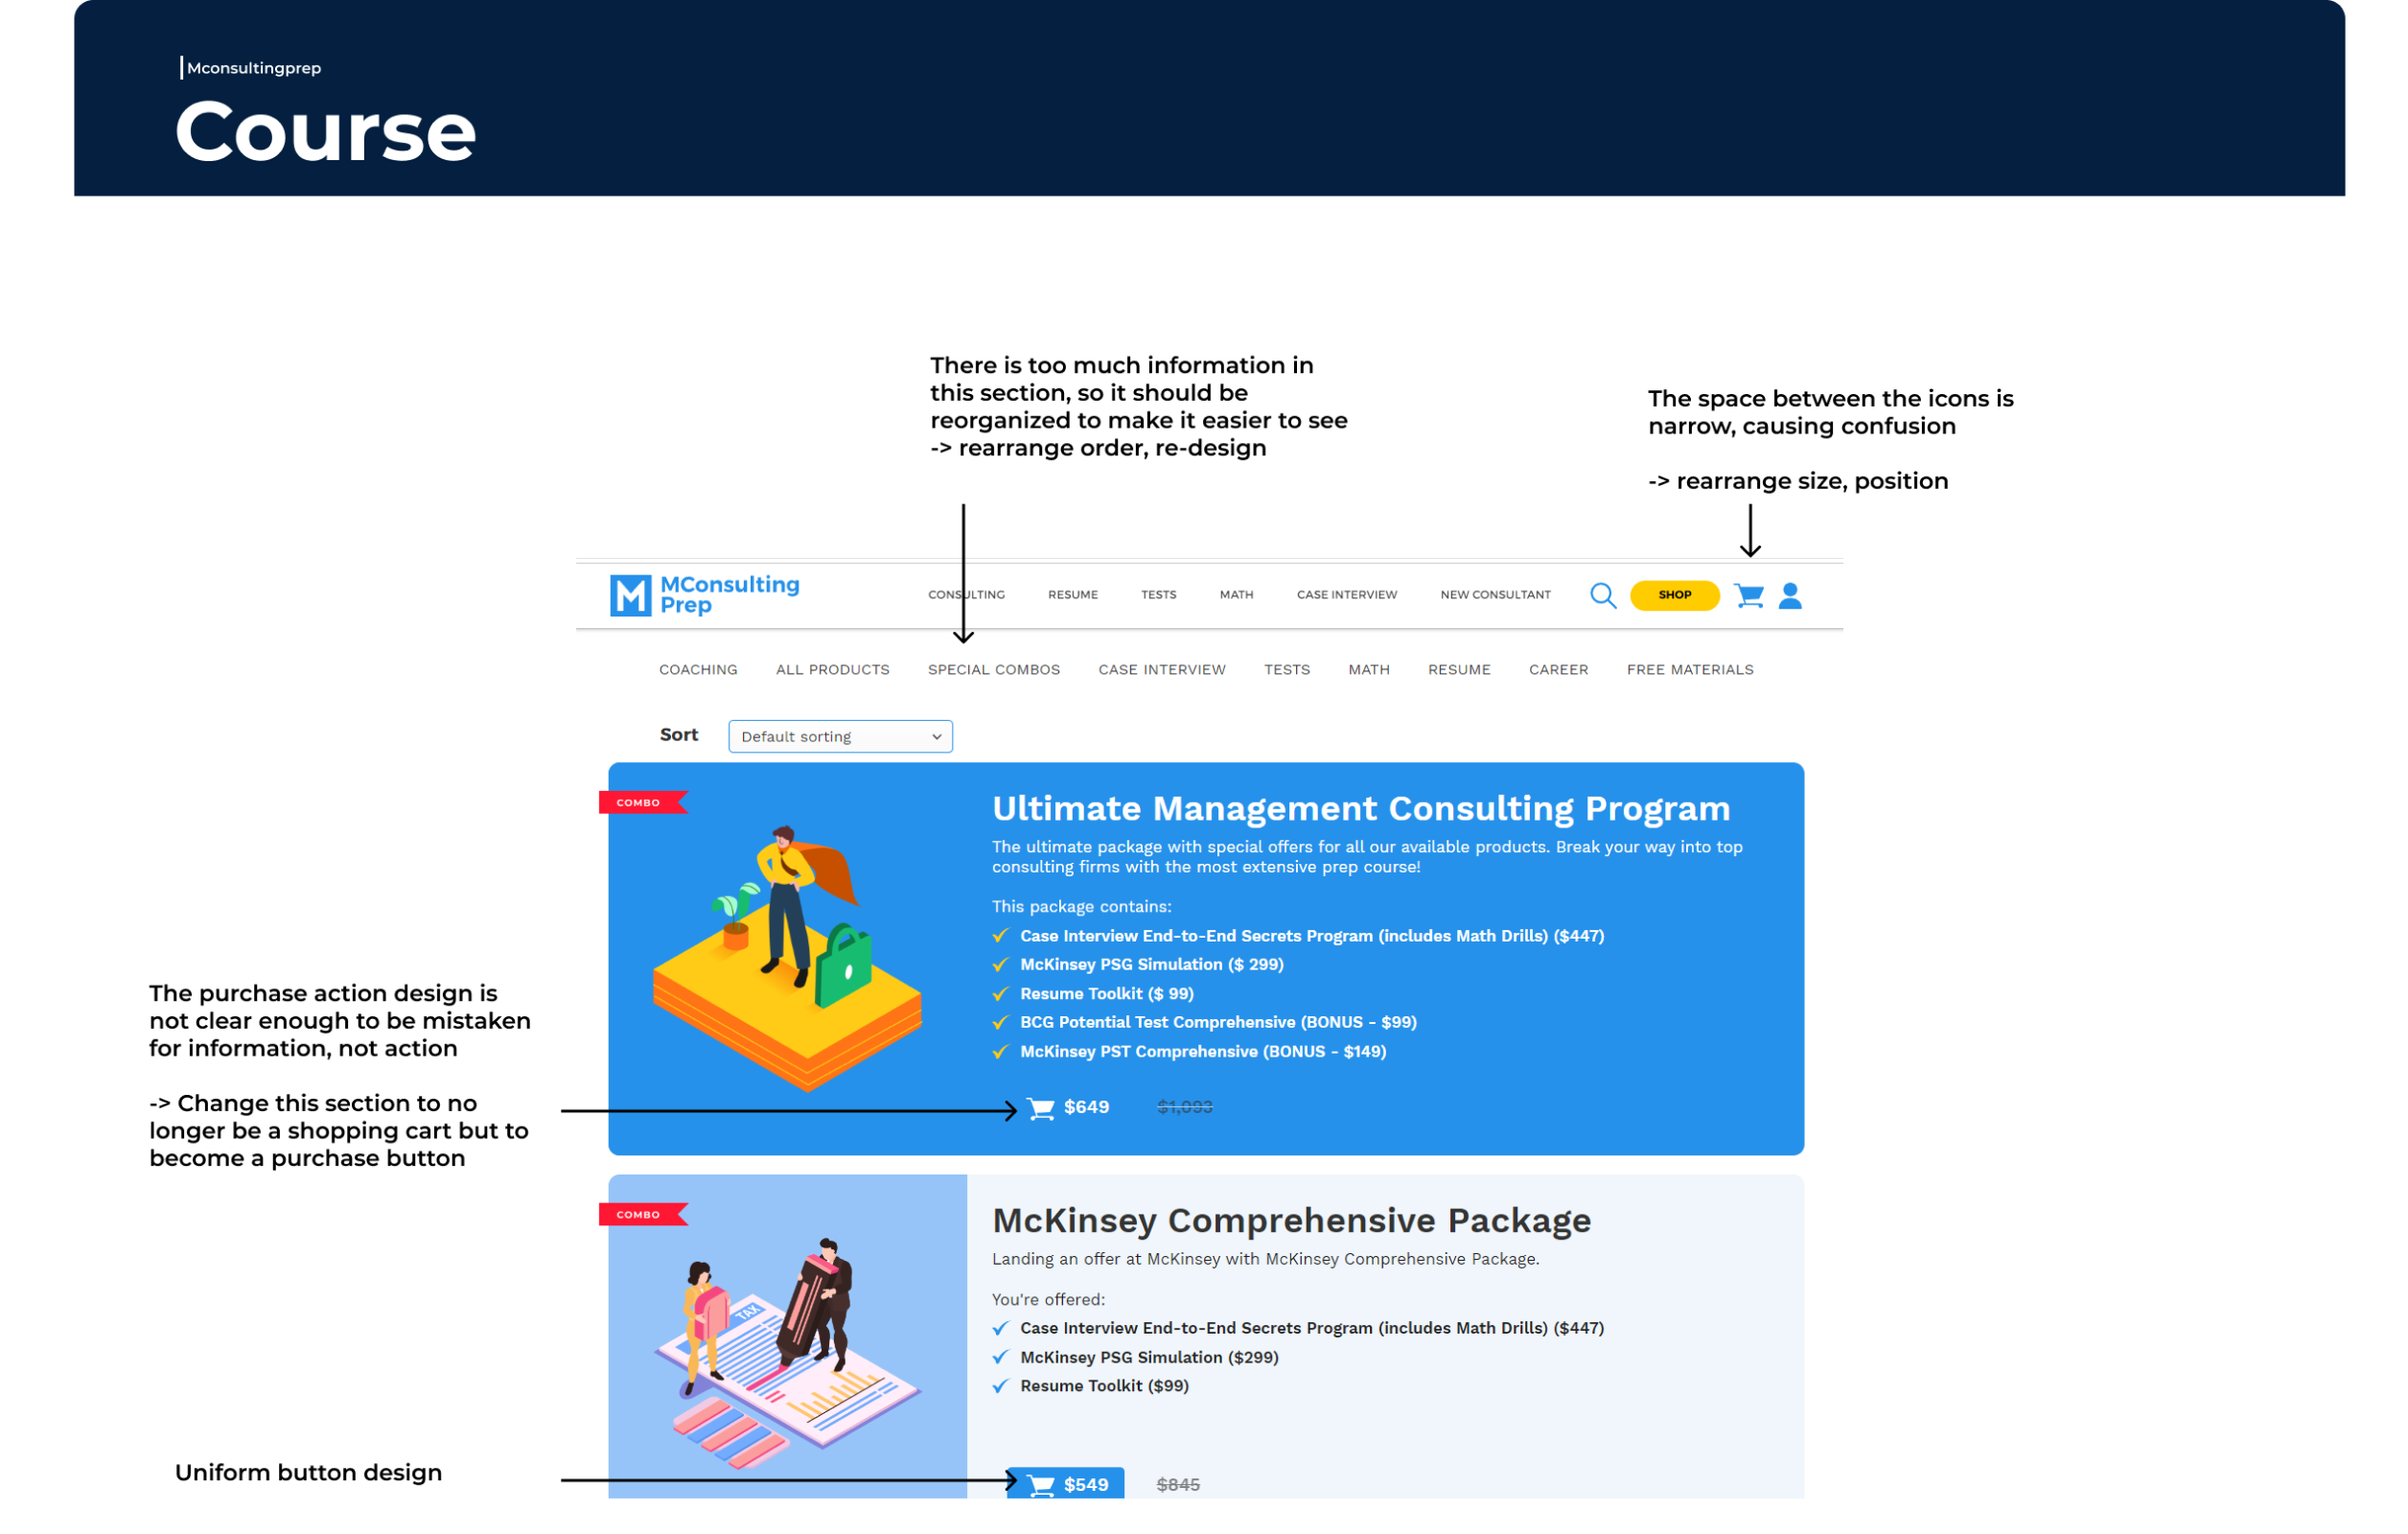 Mconsultingprep
Course
There is too much information in
this section, so it should be
reorganized to make it easier to see
-> rearrange order, re-design
The space between the icons is
narrow, causing confusion
-> rearrange size, position
MConsulting
Prep
CONSULTING RESUME TESTS MATH CASE INTERVIEW NEW CONSULTANT SHOP
COACHING ALL PRODUCTS SPECIAL COMBOS CASE INTERVIEW TESTS MATH RESUME CAREER FREE MATERIALS
Sort Default sorting
COMBO
Ultimate Management Consulting Program
The ultimate package with special offers for all our available products. Break your way into top
consulting firms with the most extensive prep course!
This package contains:
Case Interview End-to-End Secrets Program (includes Math Drills) ($447)
McKinsey PSG Simulation ($ 299)
Resume Toolkit ($ 99)
BCG Potential Test Comprehensive (BONUS - $99)
McKinsey PST Comprehensive (BONUS - $149)
$649 $1,093
The purchase action design is
not clear enough to be mistaken
for information, not action
-> Change this section to no
longer be a shopping cart but to
become a purchase button
COMBO
TAX
McKinsey Comprehensive Package
Landing an offer at McKinsey with McKinsey Comprehensive Package.
You're offered:
Case Interview End-to-End Secrets Program (includes Math Drills) ($447)
McKinsey PSG Simulation ($299)
Resume Toolkit ($99)
Uniform button design
$549 $845